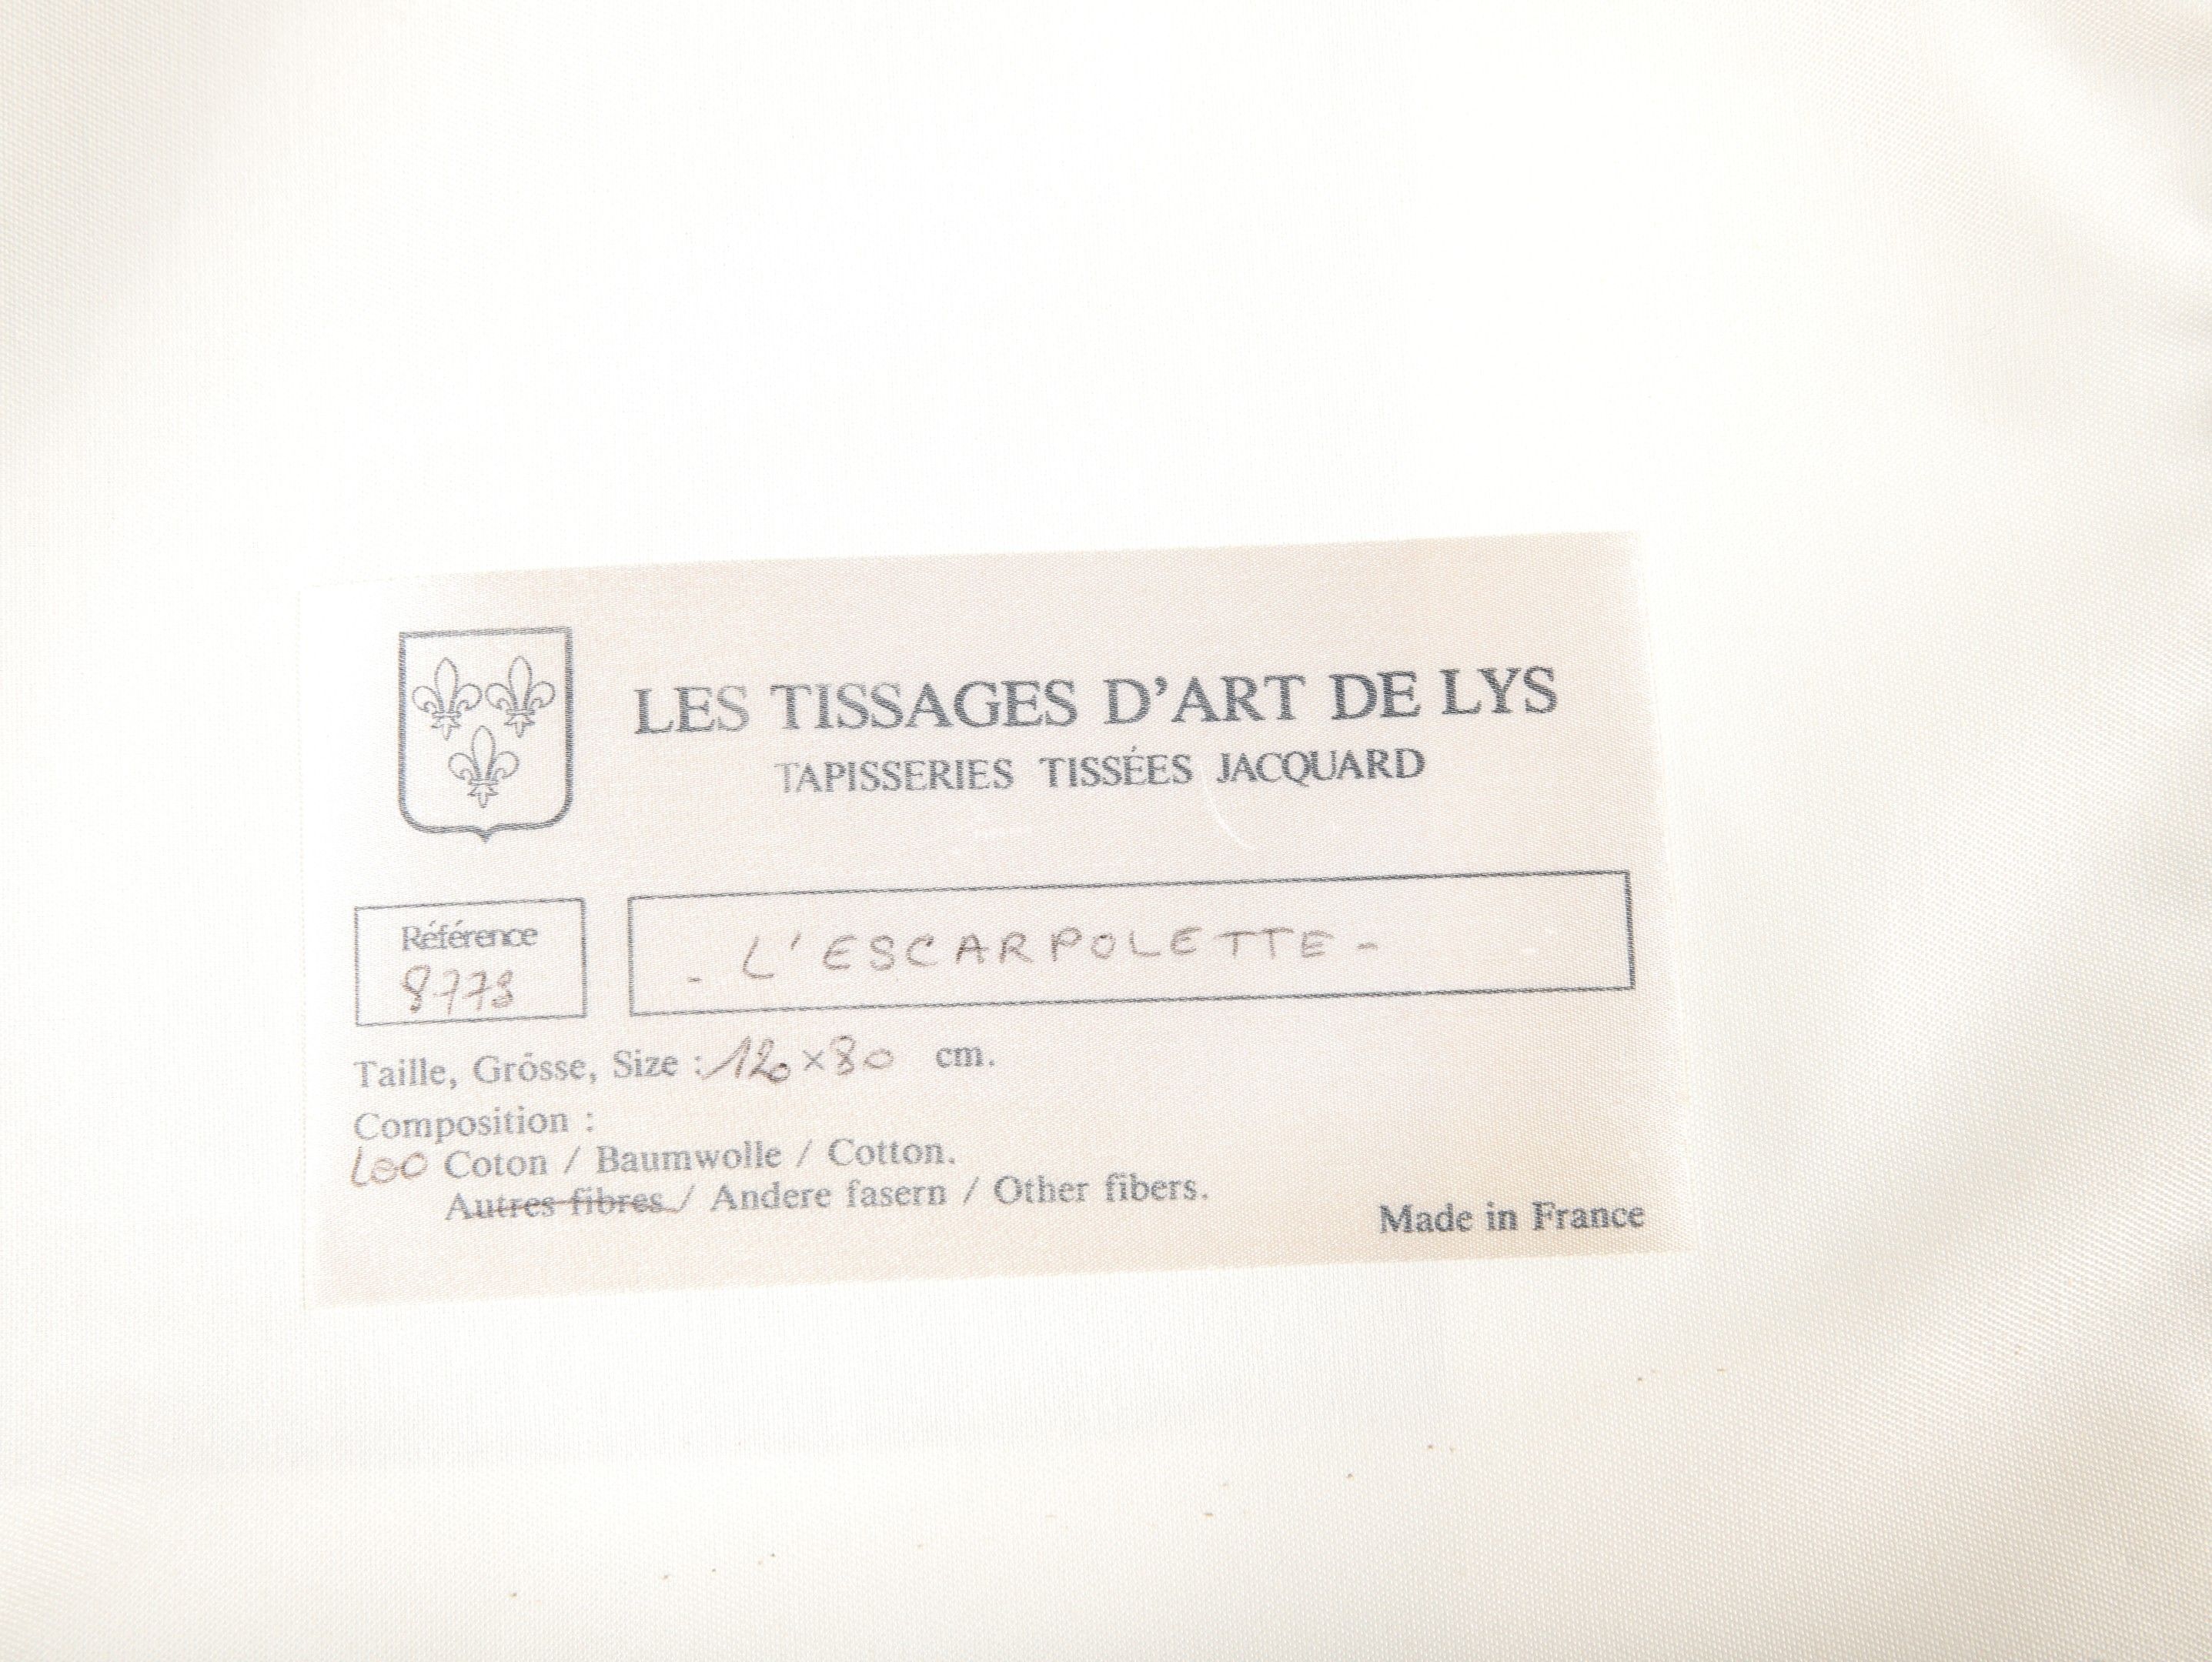 LES TISSAGES D'ART DE LYS
TAPISSERIES TISSÉES JACQUARD
Référence
8773
- L'ESCARPOLETTE -
Taille, Grösse, Size : 120 x 80 cm.
Composition :
100 Coton / Baumwolle / Cotton.
Autres fibres / Andere fasern / Other fibers.
Made in France